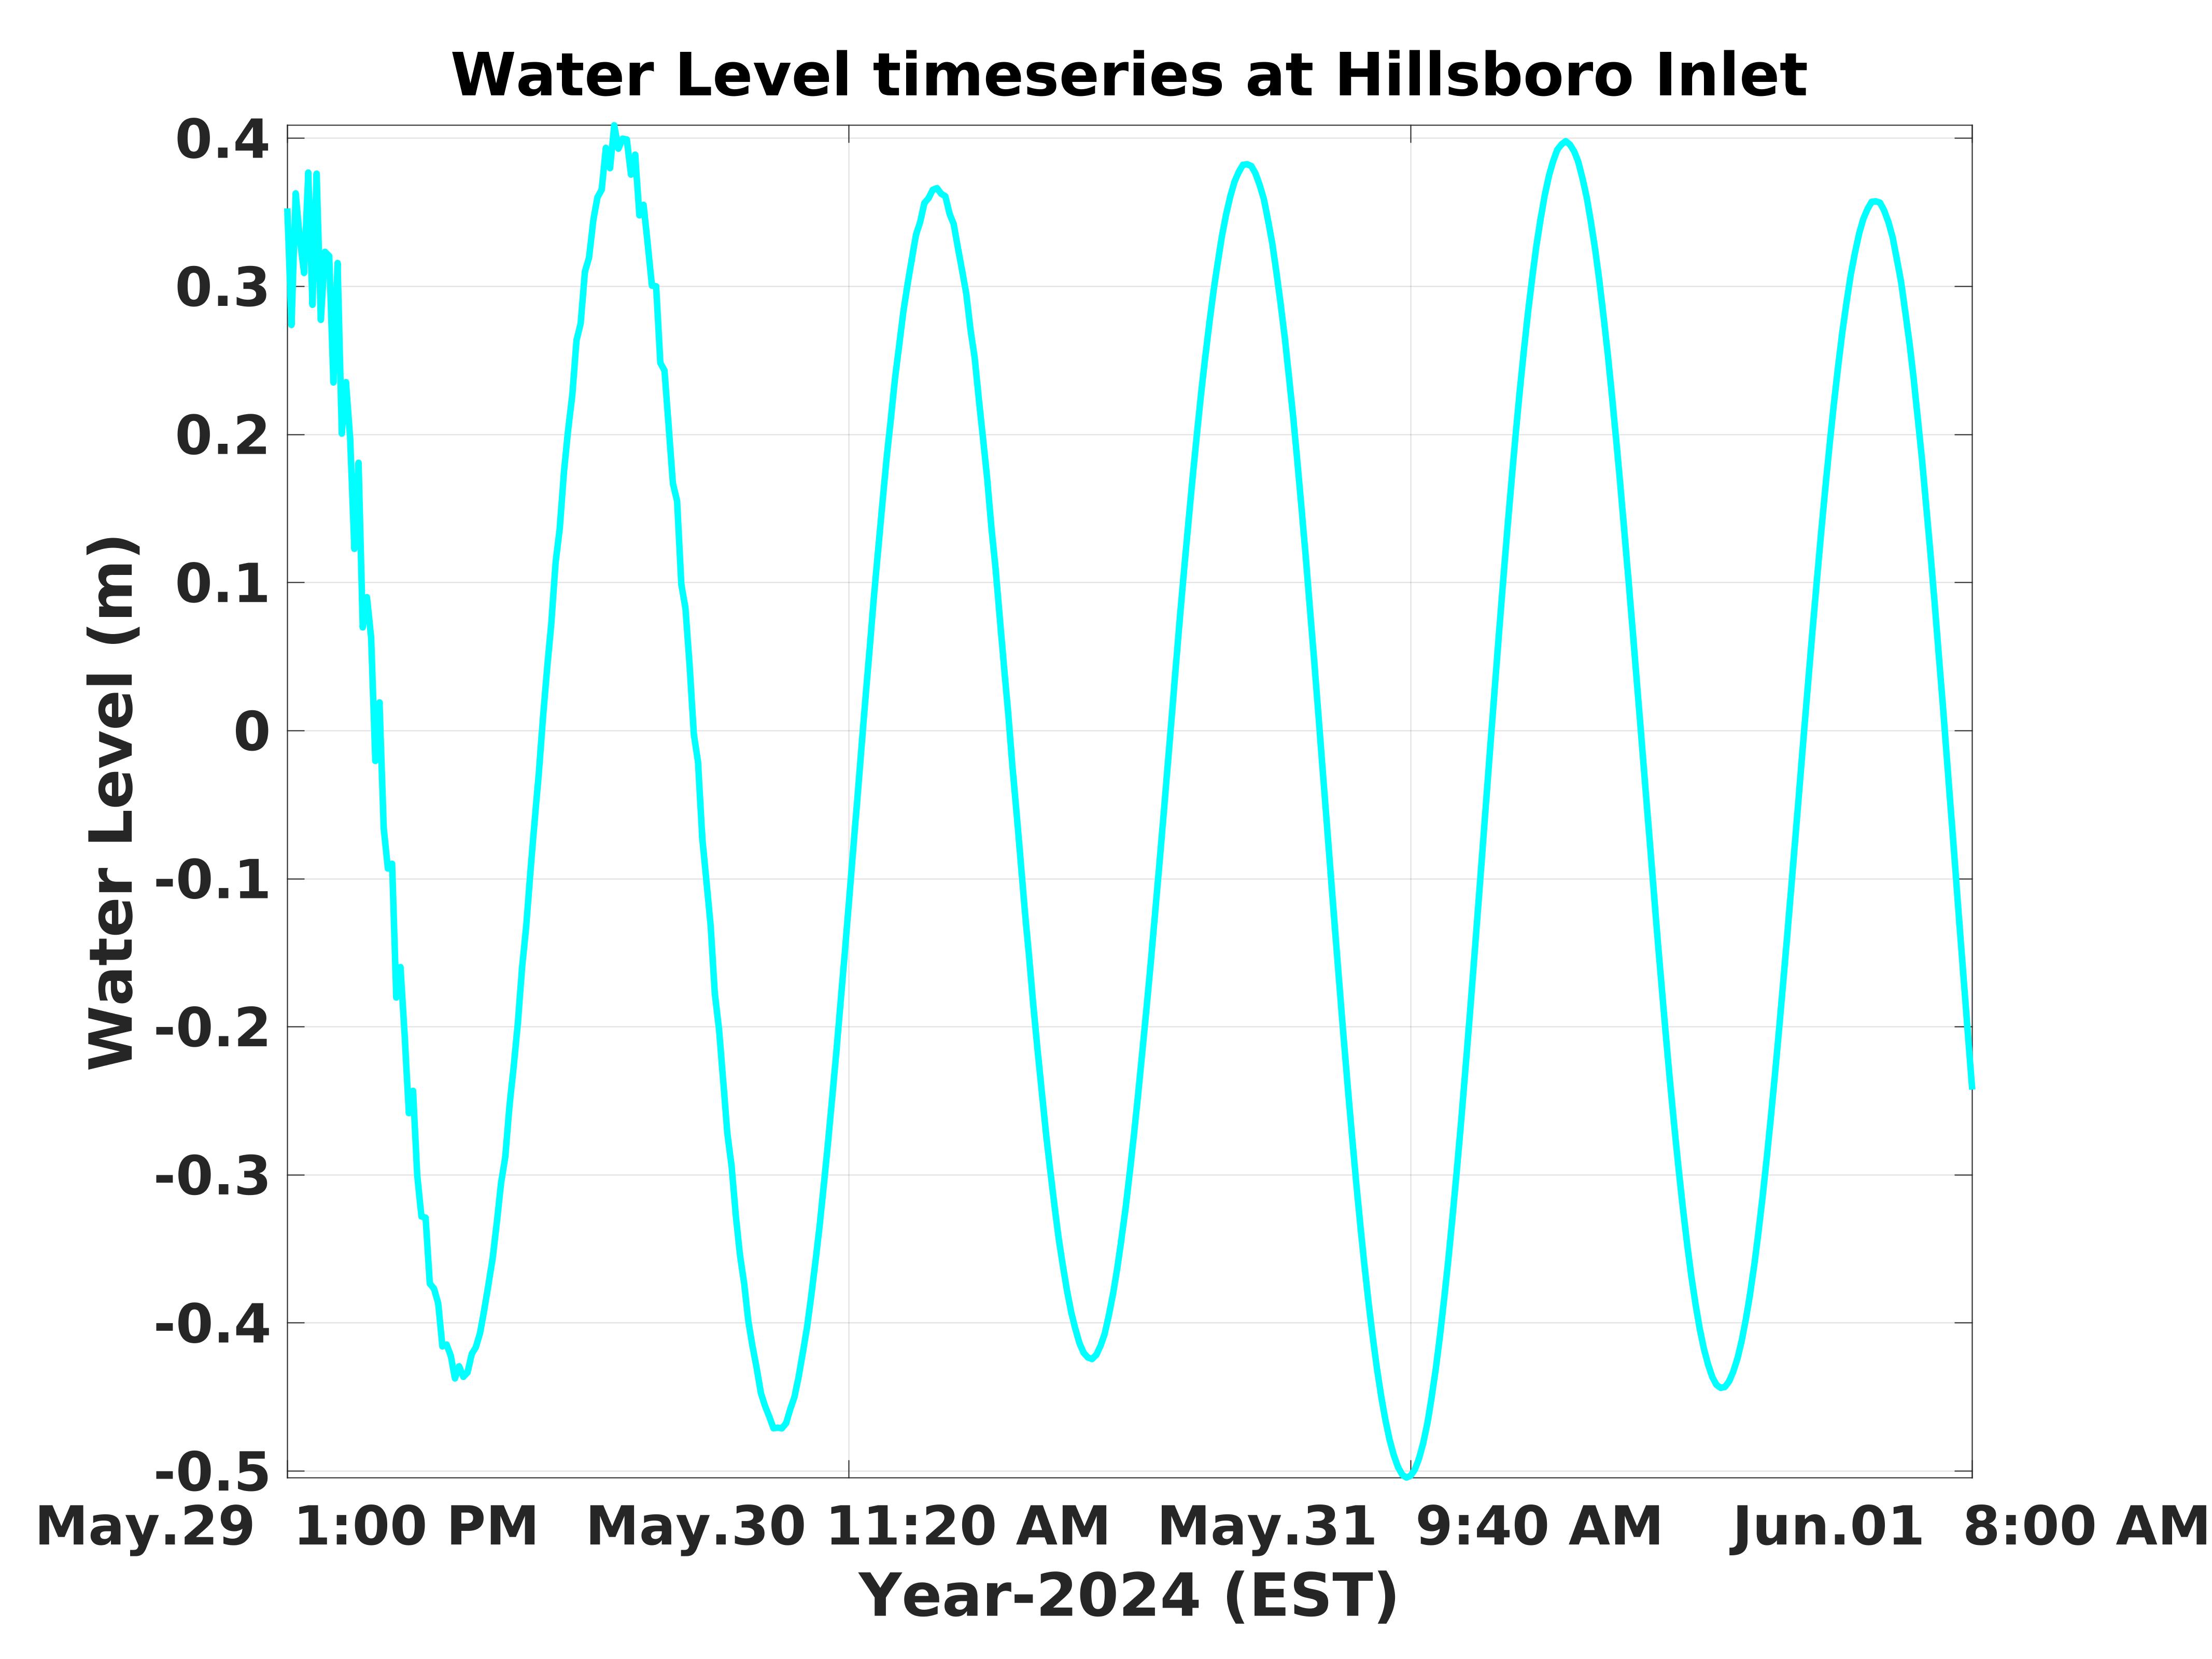 Water Level timeseries at Hillsboro Inlet
0.4
0.3
0.2
0.1
0
-0.1
-0.2
-0.3
-0.4
-0.5
Water Level (m)
May.29 1:00 PM May.30 11:20 AM May.31 9:40 AM Jun.01 8:00 AM
Year-2024 (EST)